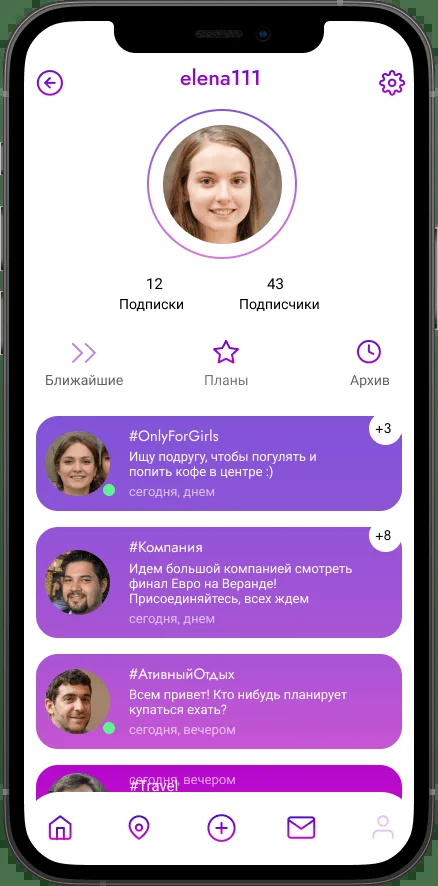 elena111
12
43
Подписки
Подписчики
Ближайшие
Планы
Архив
+3
#OnlyForGirls
Ищу подругу, чтобы погулять и
попить кофе в центре :)
сегодня, днем
+8
#Компания
Идем большой компанией смотреть
финал Евро на Веранде!
Присоединяйтесь, всех ждем
сегодня, днем
#АтивныйОтдых
Всем привет! Кто нибудь планирует
купаться ехать?
сегодня, вечером
сегодня, вечером
#Travel